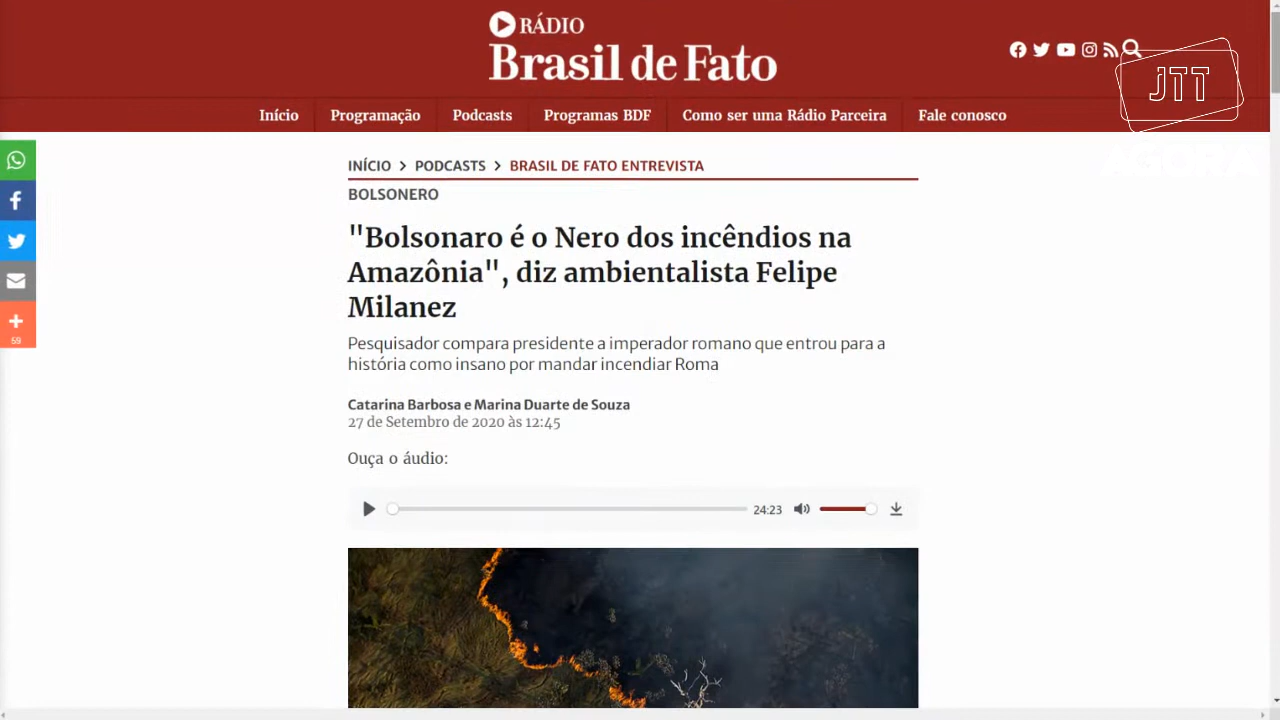 RÁDIO
Brasil de Fato
JTT
AGORA
Início Programação Podcasts Programas BDF Como ser uma Rádio Parceira Fale conosco
INÍCIO > PODCASTS > BRASIL DE FATO ENTREVISTA
BOLSONERO
"Bolsonaro é o Nero dos incêndios na
Amazônia", diz ambientalista Felipe
Milanez
Pesquisador compara presidente a imperador romano que entrou para a
história como insano por mandar incendiar Roma
Catarina Barbosa e Marina Duarte de Souza
27 de Setembro de 2020 às 12:45
Ouça o áudio:
24:23
59